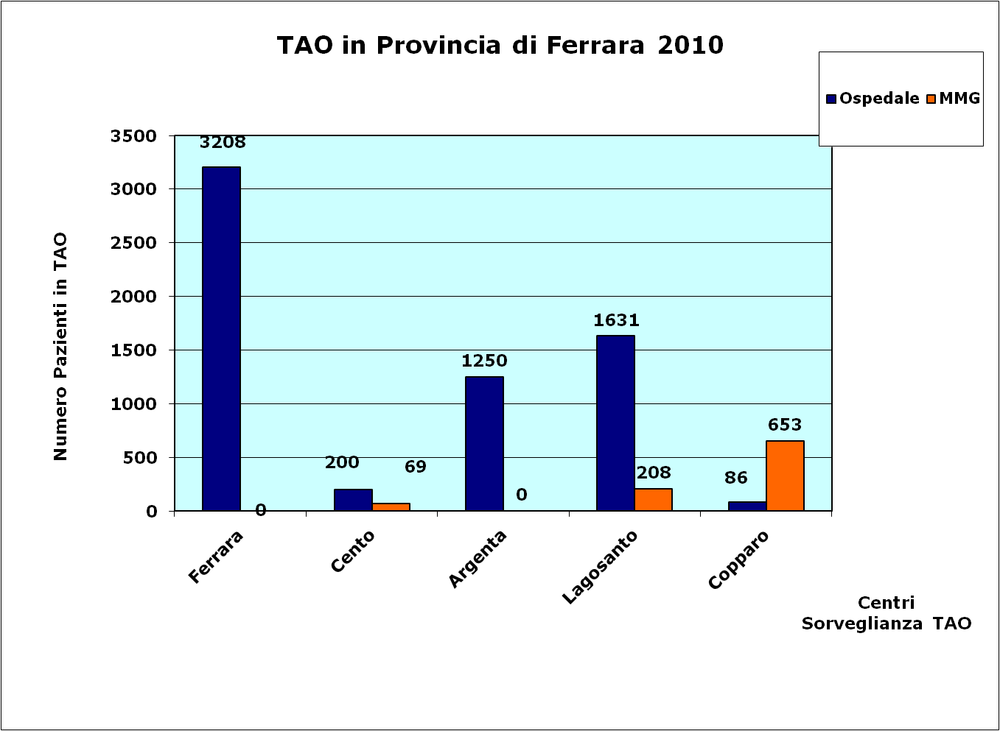 TAO in Provincia di Ferrara 2010
Ospedale MMG
Numero Pazienti in TAO
3500
3000
2500
2000
1500
1000
500
0
3208
0
200
69
1250
0
1631
208
86
653
Ferrara
Cento
Argenta
Lagosanto
Copparo
Centri
Sorveglianza TAO